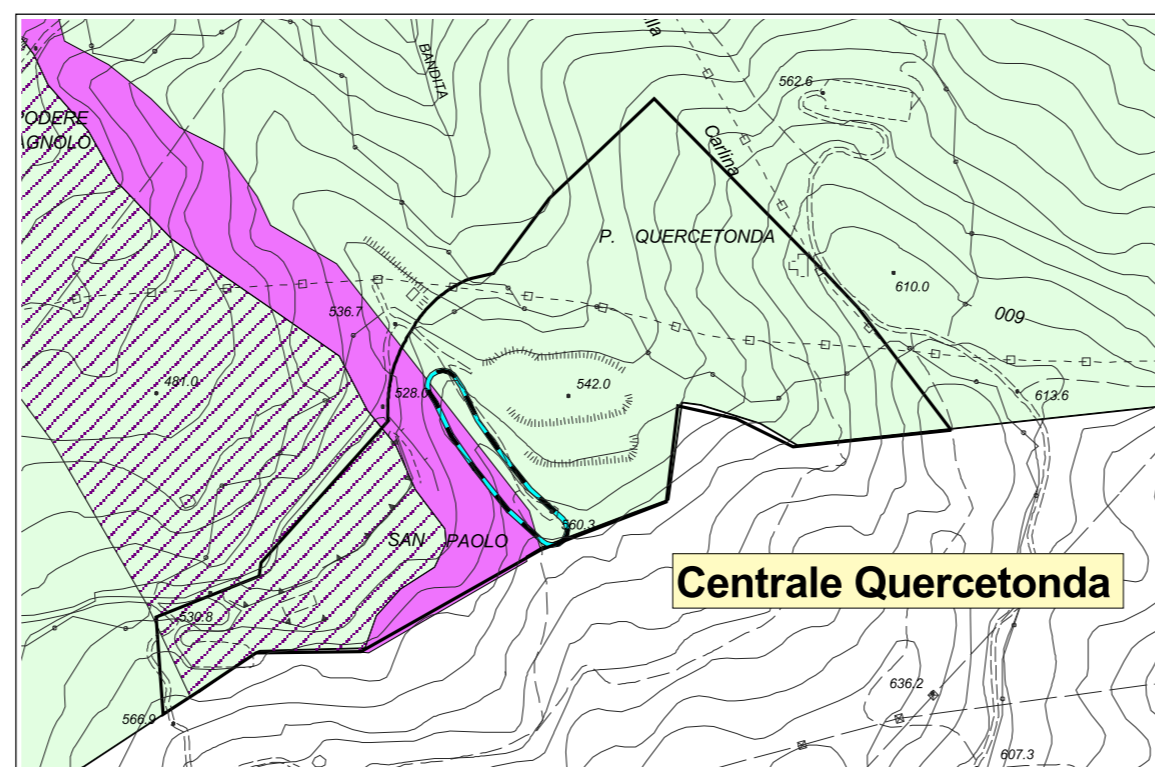 lla
BANDITA
562.6
ODERE
AGNOLO
Carlina
P. QUERCETONDA
610.0
009
536.7
481.0
542.0
528.0
613.6
560.3
SAN PAOLO
Centrale Quercetonda
530.8
636.2
566.9
607.3